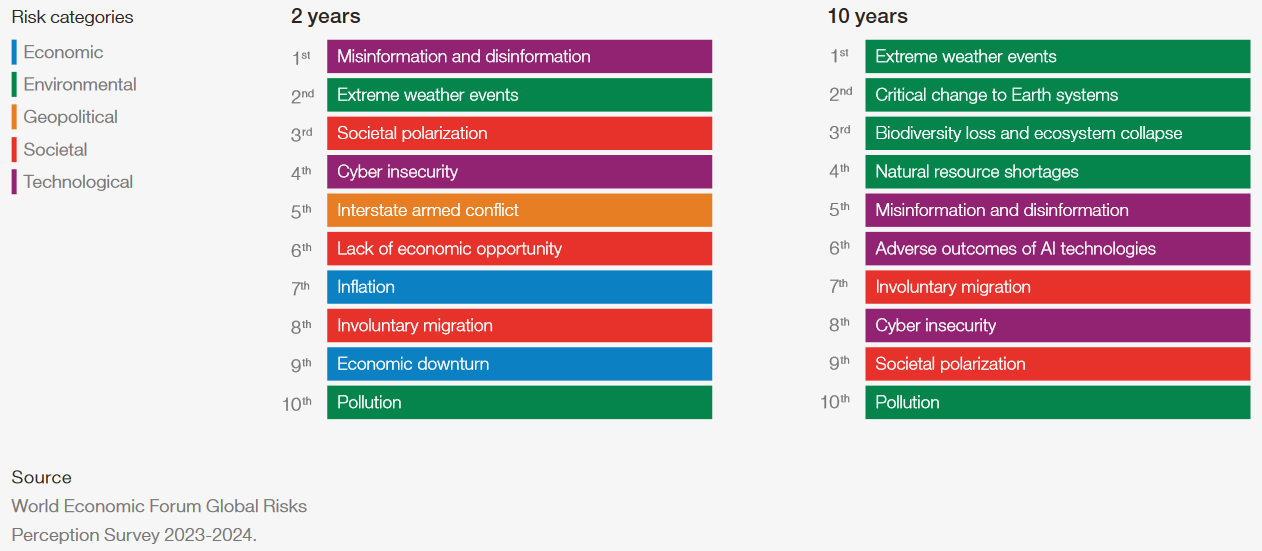 Risk categories
Economic
Environmental
Geopolitical
Societal
Technological
2 years
1st Misinformation and disinformation
2nd Extreme weather events
3rd Societal polarization
4th Cyber insecurity
5th Interstate armed conflict
6th Lack of economic opportunity
7th Inflation
8th Involuntary migration
9th Economic downturn
10th Pollution
10 years
1st Extreme weather events
2nd Critical change to Earth systems
3rd Biodiversity loss and ecosystem collapse
4th Natural resource shortages
5th Misinformation and disinformation
6th Adverse outcomes of AI technologies
7th Involuntary migration
8th Cyber insecurity
9th Societal polarization
10th Pollution
Source
World Economic Forum Global Risks
Perception Survey 2023-2024.